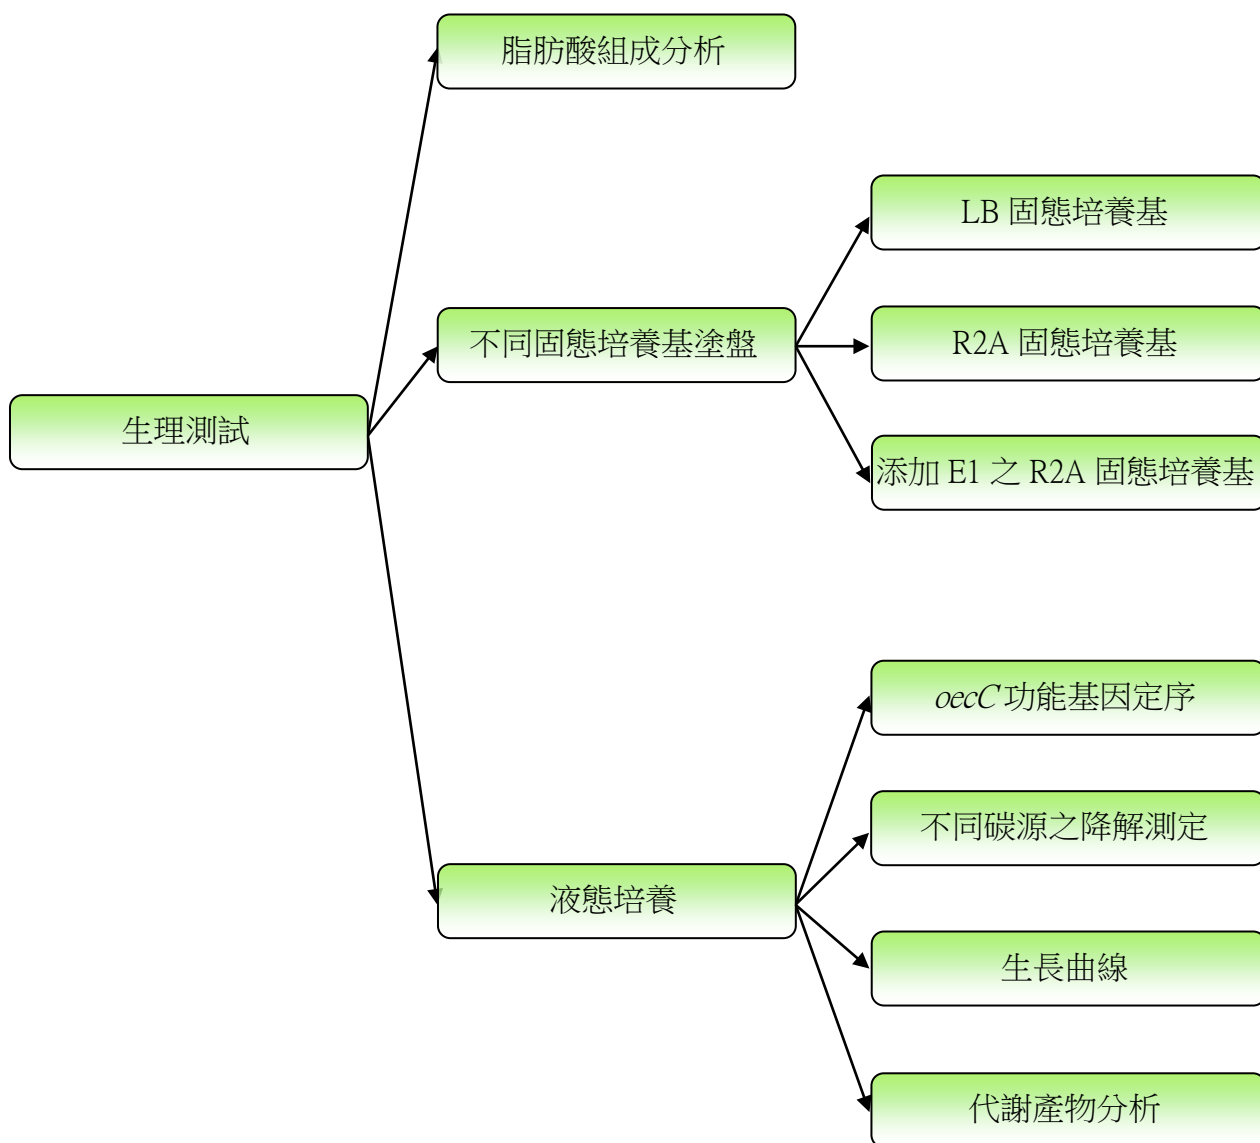 脂肪酸組成分析
LB 固態培養基
不同固態培養基塗盤
R2A 固態培養基
生理測試
添加 E1 之 R2A 固態培養基
oecC 功能基因定序
不同碳源之降解測定
液態培養
生長曲線
代謝產物分析